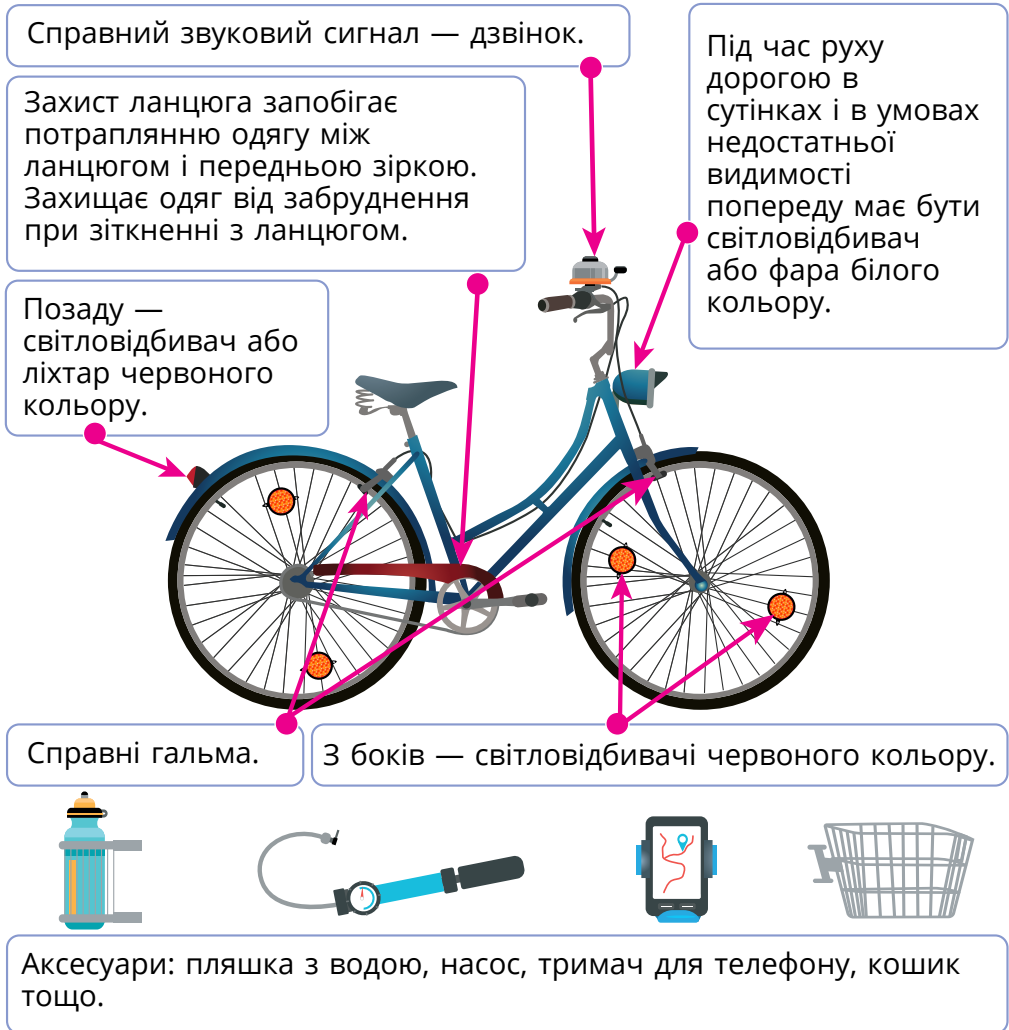 Справний звуковий сигнал — дзвінок.
Захист ланцюга запобігає
потраплянню одягу між
ланцюгом і передньою зіркою.
Захищає одяг від забруднення
при зіткненні з ланцюгом.
Під час руху
дорогою в
сутінках і в умовах
недостатньої
видимості
попереду має бути
світловідбивач
або фара білого
кольору.
Позаду —
світловідбивач або
ліхтар червоного
кольору.
Справні гальма.
З боків — світловідбивачі червоного кольору.
Аксесуари: пляшка з водою, насос, тримач для телефону, кошик
тощо.